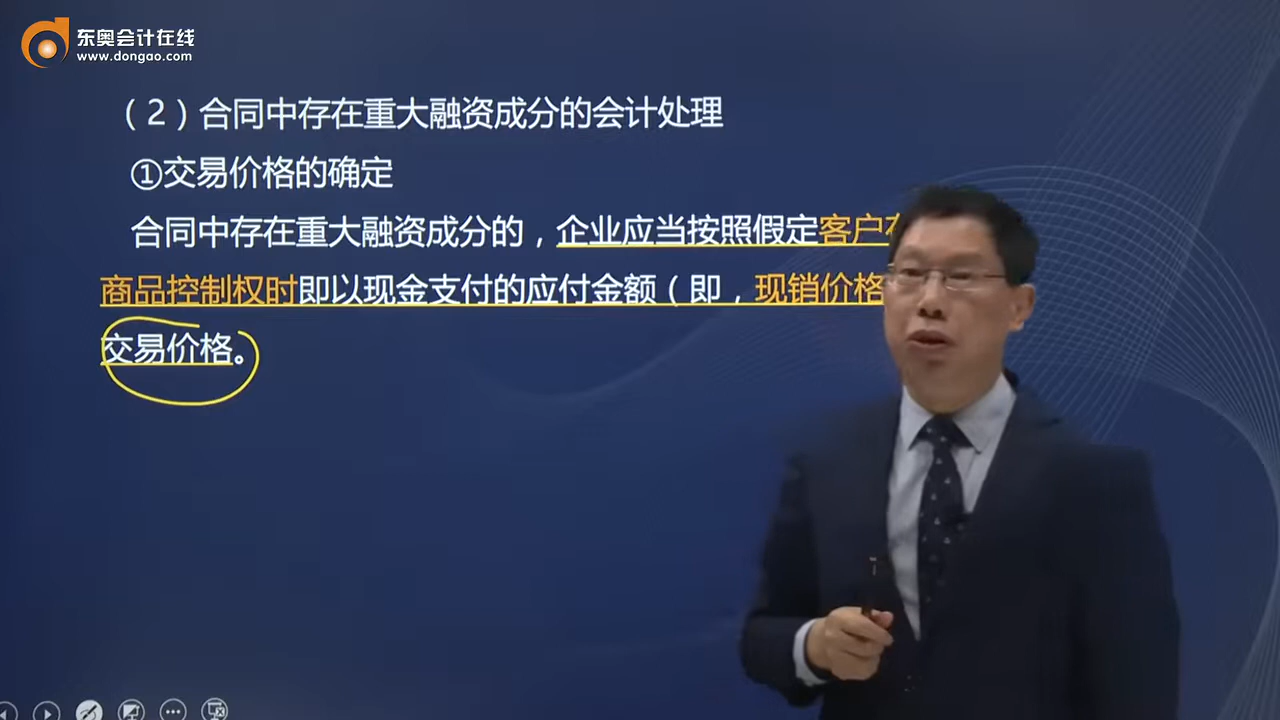 东奥会计在线
www.dongao.com
（2）合同中存在重大融资成分的会计处理
①交易价格的确定
合同中存在重大融资成分的，企业应当按照假定客户
商品控制权时即以现金支付的应付金额（即，现销价格
交易价格。